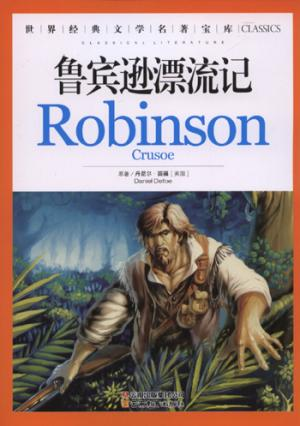 世界经典文学名著宝库 CLASSICS
CLASSICAL LITERATURE
鲁宾逊漂流记
Robinson
Crusoe
原著/丹尼尔·笛福[英国]
Daniel Defoe